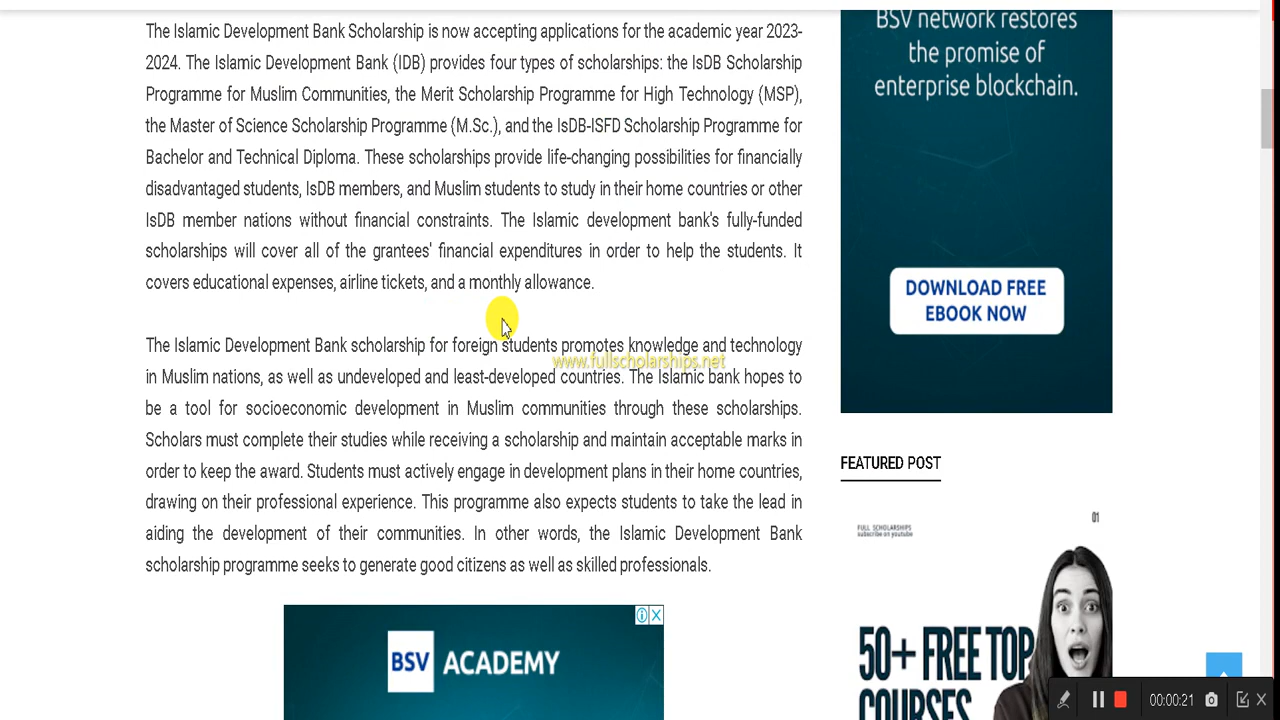 The Islamic Development Bank Scholarship is now accepting applications for the academic year 2023-
2024. The Islamic Development Bank (IDB) provides four types of scholarships: the IsDB Scholarship
Programme for Muslim Communities, the Merit Scholarship Programme for High Technology (MSP),
the Master of Science Scholarship Programme (M.Sc.), and the IsDB-ISFD Scholarship Programme for
Bachelor and Technical Diploma. These scholarships provide life-changing possibilities for financially
disadvantaged students, IsDB members, and Muslim students to study in their home countries or other
IsDB member nations without financial constraints. The Islamic development bank's fully-funded
scholarships will cover all of the grantees' financial expenditures in order to help the students. It
covers educational expenses, airline tickets, and a monthly allowance.
The Islamic Development Bank scholarship for foreign students promotes knowledge and technology
www.fullscholarships.net
in Muslim nations, as well as undeveloped and least-developed countries. The Islamic bank hopes to
be a tool for socioeconomic development in Muslim communities through these scholarships.
Scholars must complete their studies while receiving a scholarship and maintain acceptable marks in
order to keep the award. Students must actively engage in development plans in their home countries,
drawing on their professional experience. This programme also expects students to take the lead in
aiding the development of their communities. In other words, the Islamic Development Bank
scholarship programme seeks to generate good citizens as well as skilled professionals.
BSV ACADEMY
BSV network restores
the promise of
enterprise blockchain.
DOWNLOAD FREE
EBOOK NOW
FEATURED POST
FULL SCHOLARSHIPS
subscribe on youtube
01
50+ FREE TOP
COURSES
00:00:21